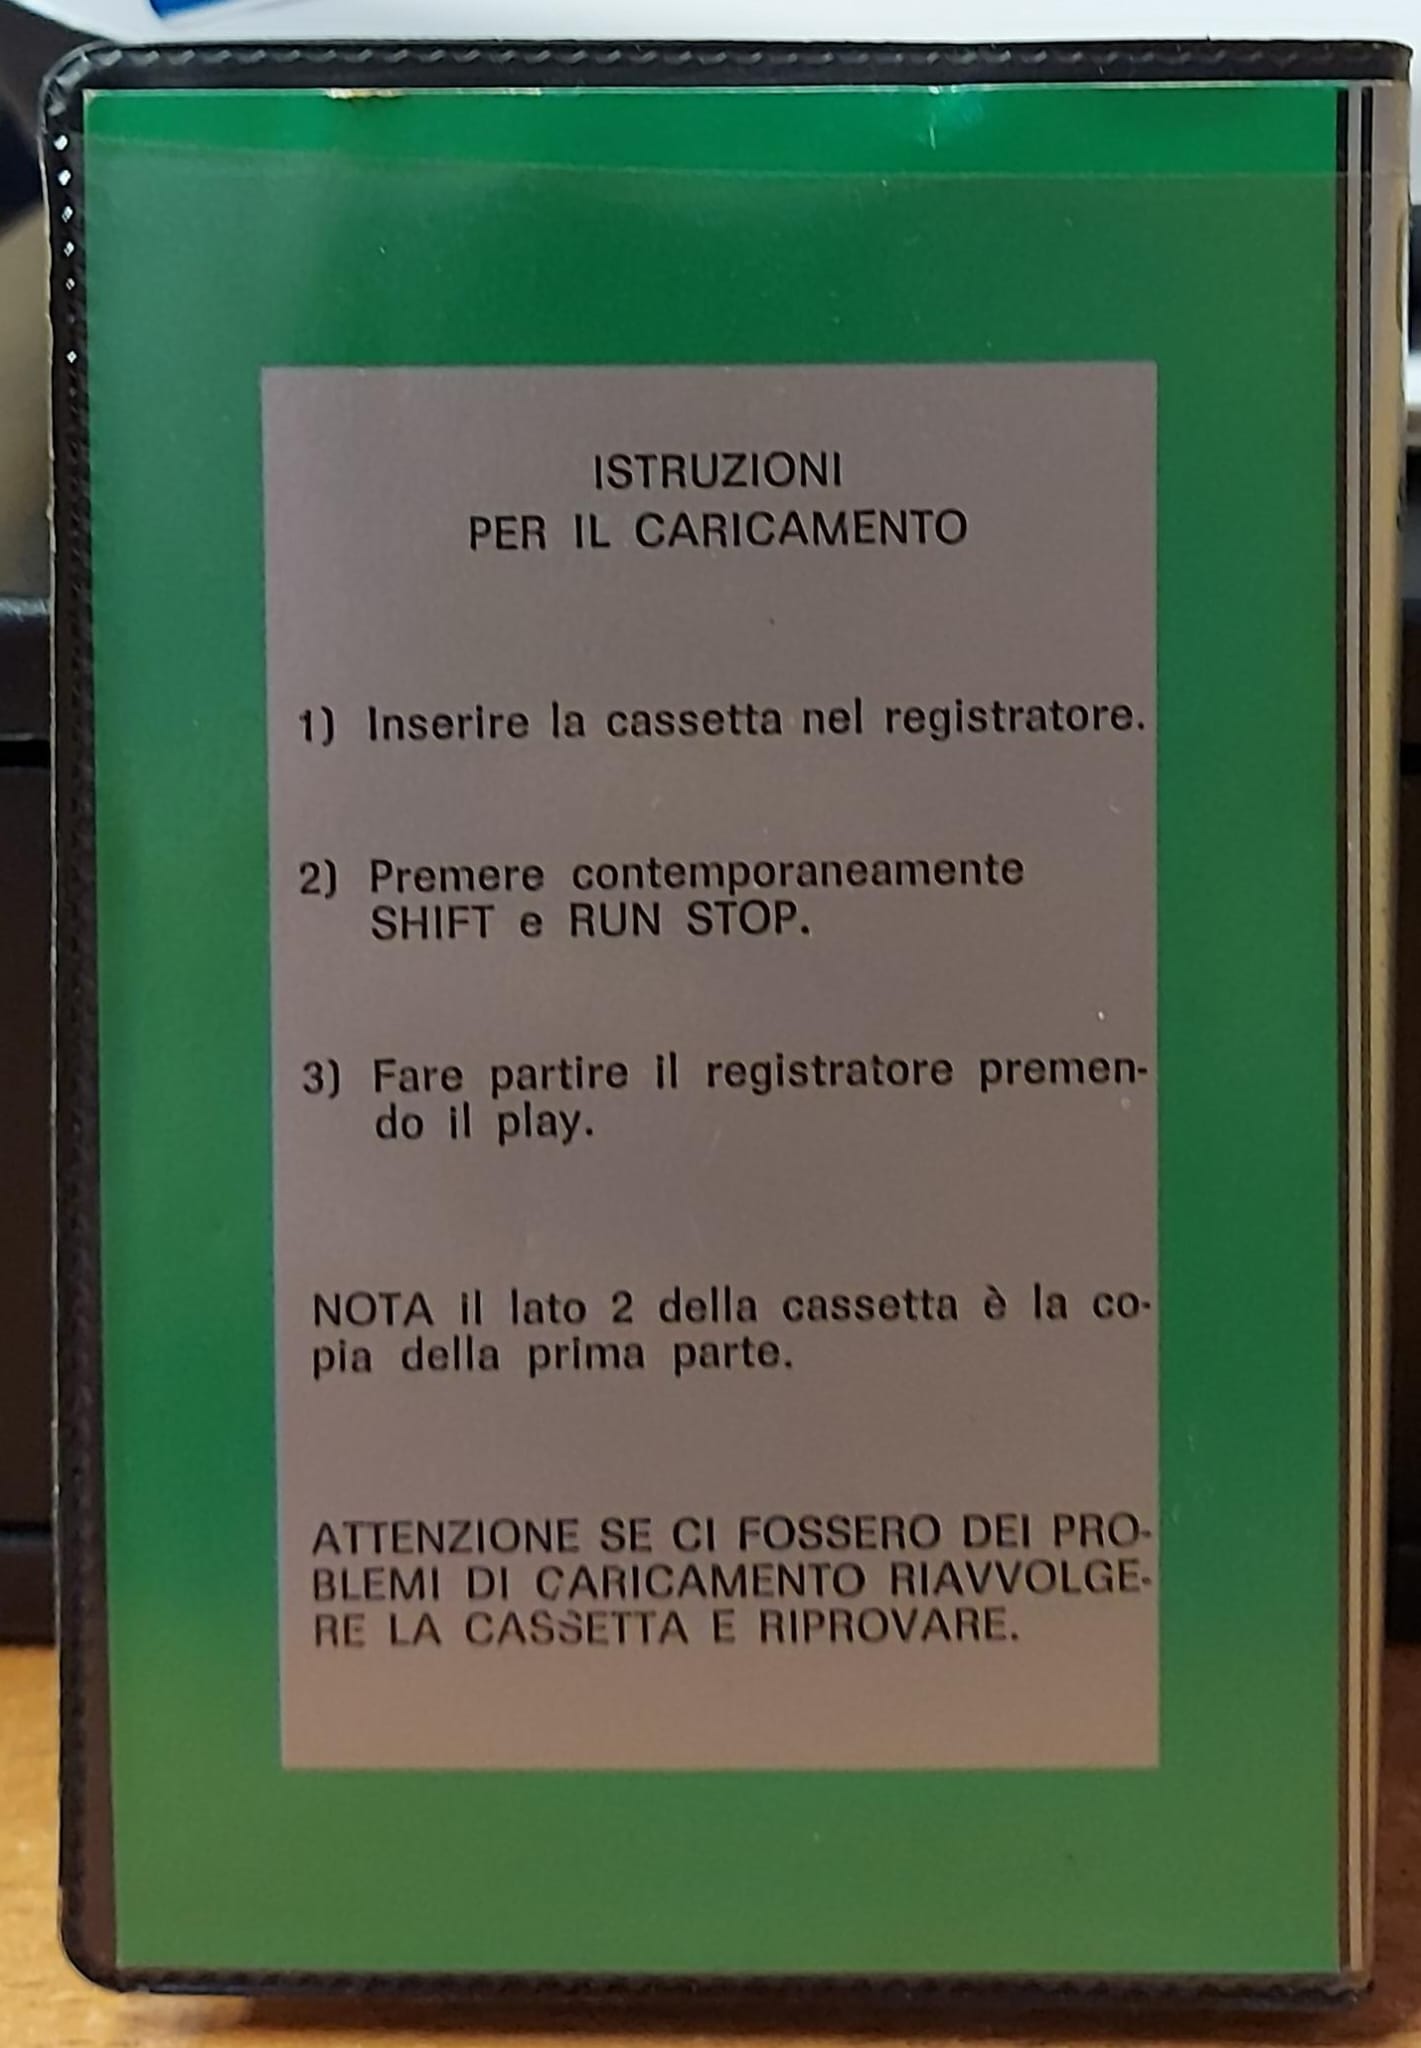 ISTRUZIONI
PER IL CARICAMENTO
1) Inserire la cassetta nel registratore.
2) Premere contemporaneamente
SHIFT e RUN STOP.
3) Fare partire il registratore premen-
do il play.
NOTA il lato 2 della cassetta è la co-
pia della prima parte.
ATTENZIONE SE CI FOSSERO DEI PRO-
BLEMI DI CARICAMENTO RIAVVOLGE-
RE LA CASSETTA E RIPROVARE.